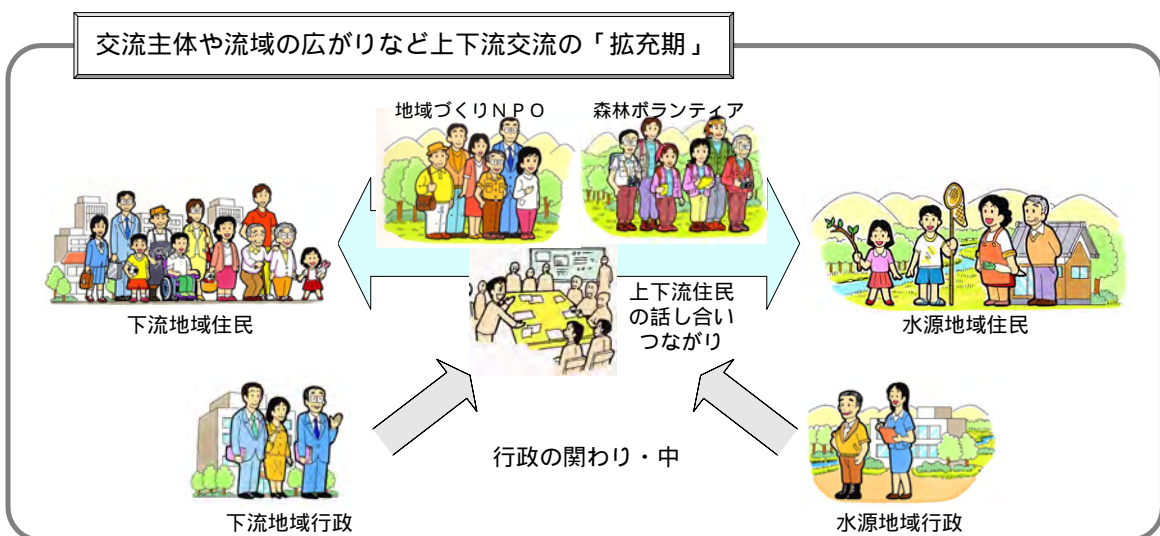 交流主体や流域の広がりなど上下流交流の「拡充期」
地域づくりNPO
森林ボランティア
下流地域住民
上下流住民
の話し合い
つながり
水源地域住民
行政の関わり・中
下流地域行政
水源地域行政